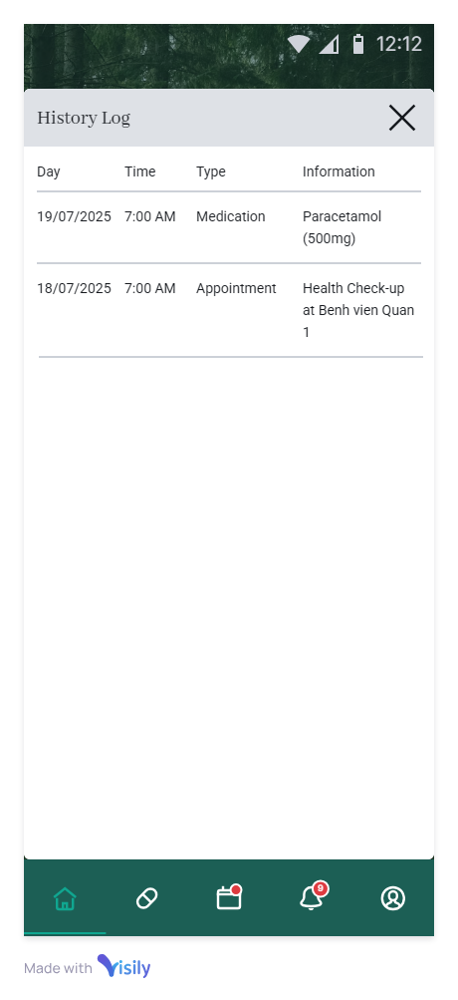 12:12
History Log
Day Time Type Information
19/07/2025 7:00 AM Medication Paracetamol
(500mg)
18/07/2025 7:00 AM Appointment Health Check-up
at Benh vien Quan
1
9
Made with Visily